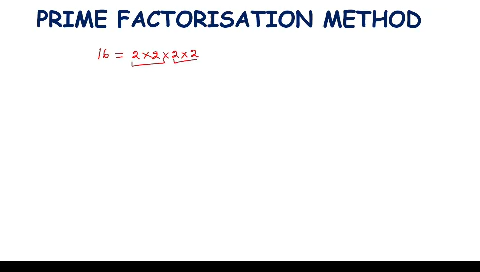 PRIME FACTORISATION METHOD
16 = 2 × 2 × 2 × 2